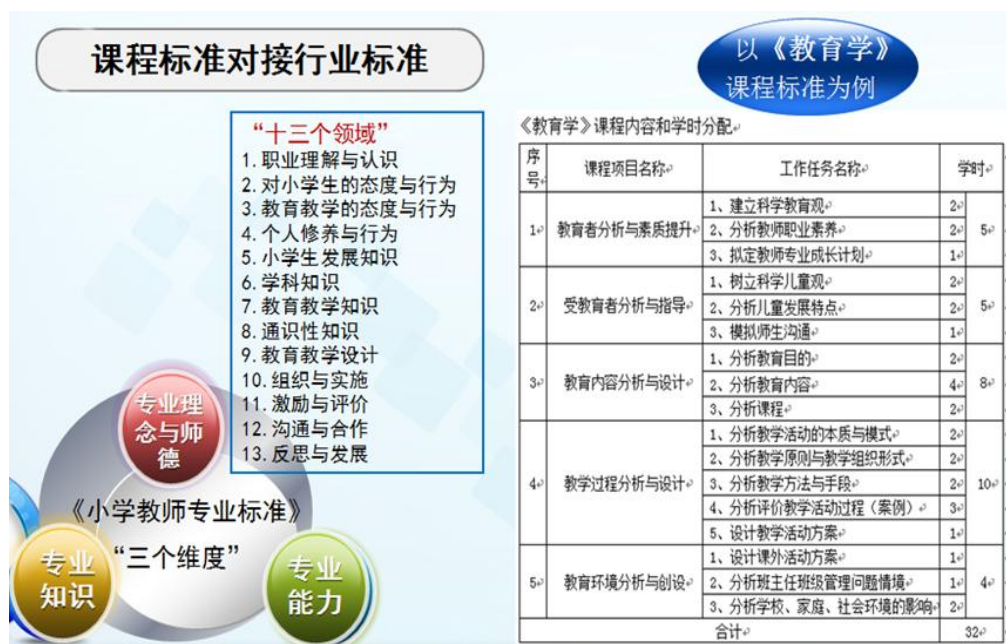 课程标准对接行业标准
以《教育学》
课程标准为例
“十三个领域”
1.职业理解与认识
2.对小学生的态度与行为
3.教育教学的态度与行为
4.个人修养与行为
5.小学生发展知识
6.学科知识
7.教育教学知识
8.通识性知识
9.教育教学设计
10.组织与实施
11.激励与评价
12.沟通与合作
13.反思与发展
专业理
念与师
德
《小学教师专业标准》
“三个维度”
专业
知识
专业
能力
《教育学》课程内容和学时分配
序号 课程项目名称 工作任务名称 学时
1 教育者分析与素质提升 1、建立科学教育观 2 5
2、分析教师职业素养 2
3、拟定教师专业成长计划 1
2 受教育者分析与指导 1、树立科学儿童观 2 5
2、分析儿童发展特点 2
3、模拟师生沟通 1
3 教育内容分析与设计 1、分析教育目的 2 8
2、分析教育内容 4
3、分析课程 2
4 教学过程分析与设计 1、分析教学活动的本质与模式 2 10
2、分析教学原则与教学组织形式 2
3、分析教学方法与手段 2
4、分析评价教学活动过程（案例） 3
5、设计教学活动方案 1
5 教育环境分析与创设 1、设计课外活动方案 1 4
2、分析班主任班级管理问题情境 1
3、分析学校、家庭、社会环境的影响 2
合计 32